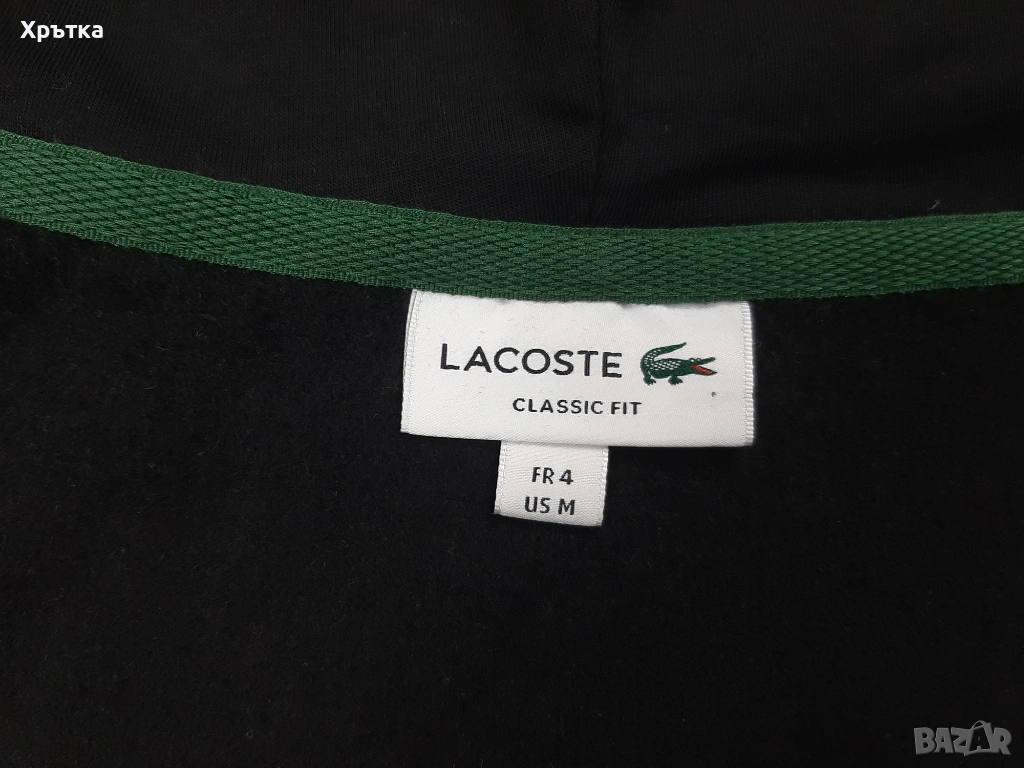 Хрътка
LACOSTE
CLASSIC FIT
FR 4
US M
BAZAR